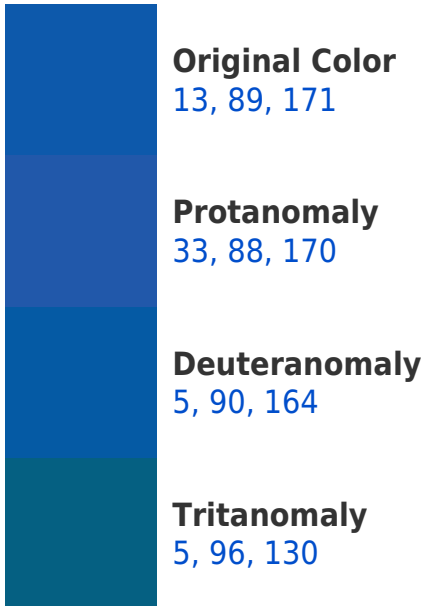 Original Color
13, 89, 171
Protanomaly
33, 88, 170
Deuteranomaly
5, 90, 164
Tritanomaly
5, 96, 130